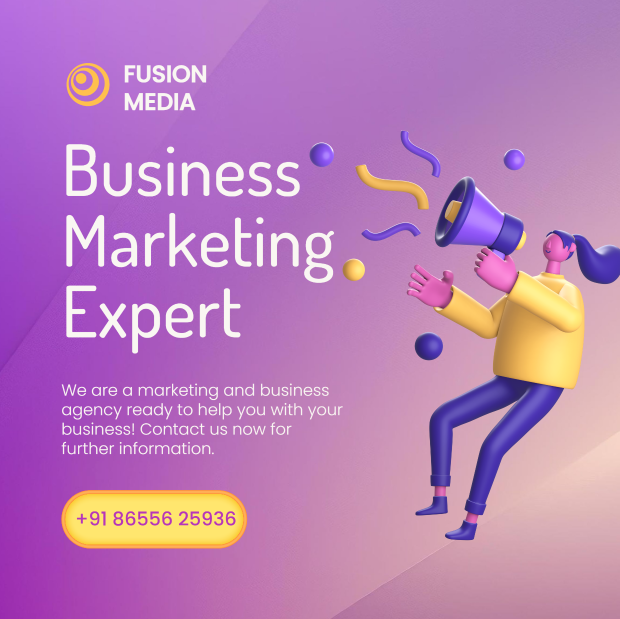 FUSION
MEDIA
Business
Marketing
Expert
We are a marketing and business
agency ready to help you with your
business! Contact us now for
further information.
+91 86556 25936